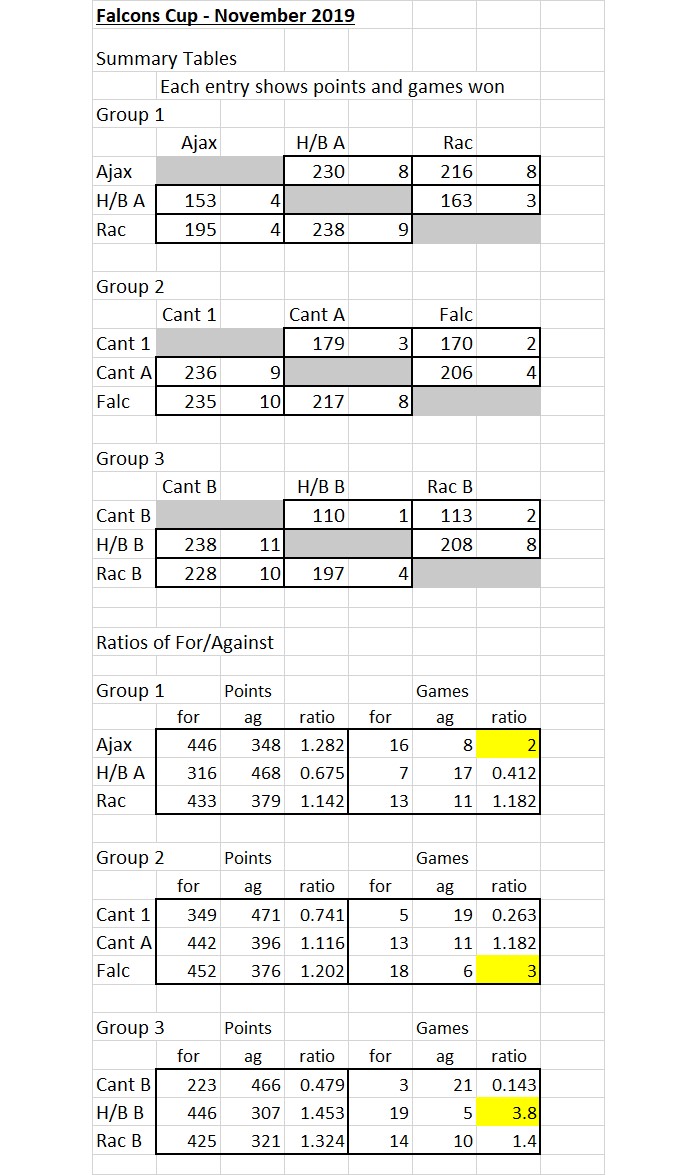 Falcons Cup - November 2019
Summary Tables
Each entry shows points and games won
Group 1
Ajax H/B A Rac
Ajax 230 8 216 8
H/B A 153 4 163 3
Rac 195 4 238 9
Group 2
Cant 1 Cant A Falc
Cant 1 179 3 170 2
Cant A 236 9 206 4
Falc 235 10 217 8
Group 3
Cant B H/B B Rac B
Cant B 110 1 113 2
H/B B 238 11 208 8
Rac B 228 10 197 4
Ratios of For/Against
Group 1 Points Games
for ag ratio for ag ratio
Ajax 446 348 1.282 16 8 2
H/B A 316 468 0.675 7 17 0.412
Rac 433 379 1.142 13 11 1.182
Group 2 Points Games
for ag ratio for ag ratio
Cant 1 349 471 0.741 5 19 0.263
Cant A 442 396 1.116 13 11 1.182
Falc 452 376 1.202 18 6 3
Group 3 Points Games
for ag ratio for ag ratio
Cant B 223 466 0.479 3 21 0.143
H/B B 446 307 1.453 19 5 3.8
Rac B 425 321 1.324 14 10 1.4